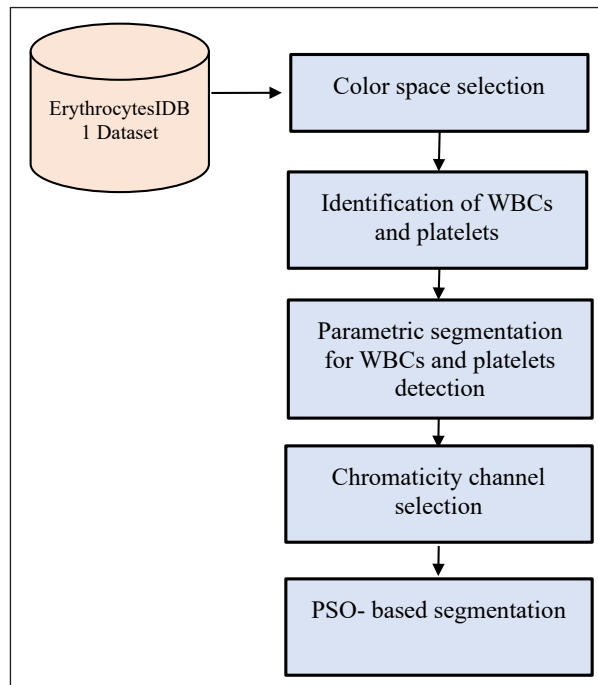 ErythrocytesIDB
1 Dataset
Color space selection
Identification of WBCs
and platelets
Parametric segmentation
for WBCs and platelets
detection
Chromaticity channel
selection
PSO- based segmentation